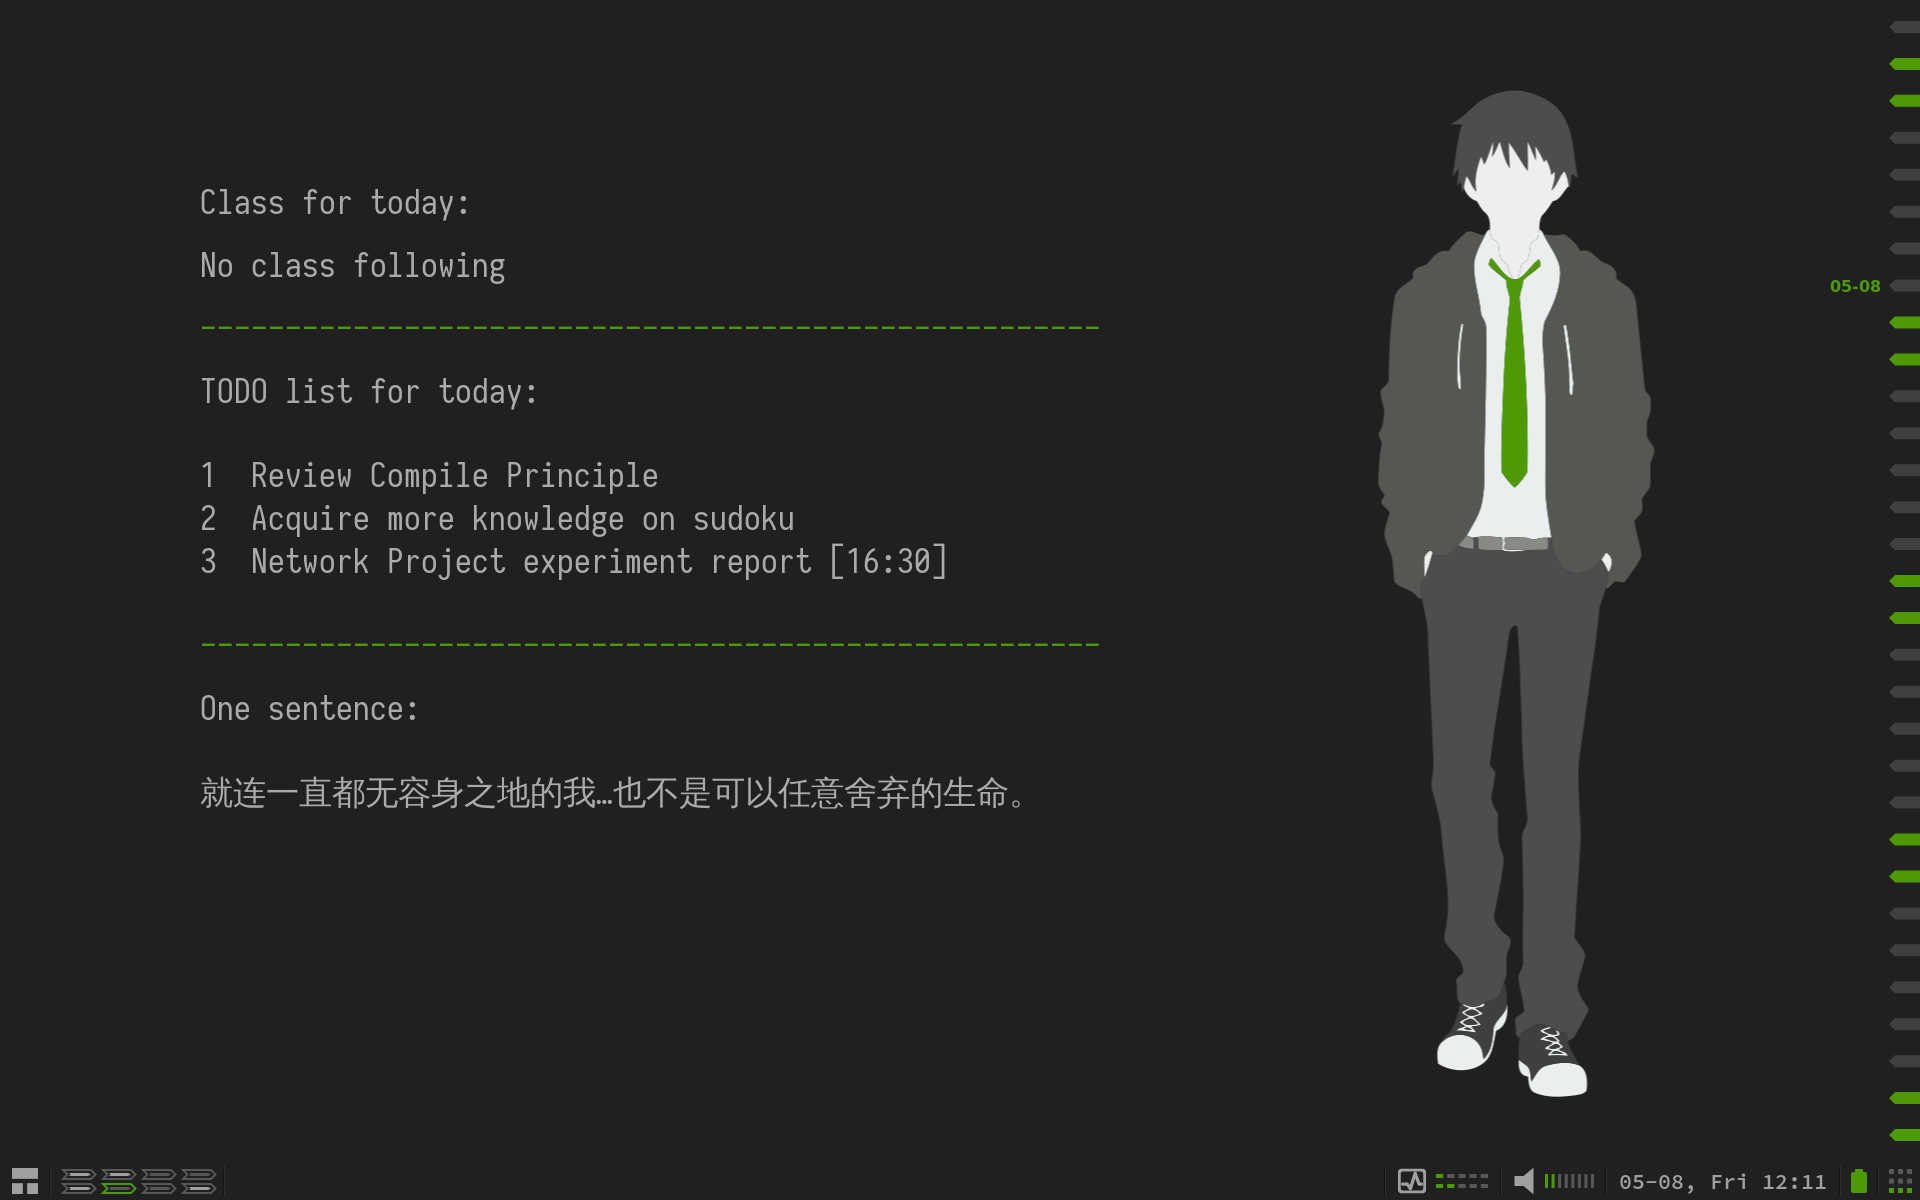 Class for today:
No class following
-----------------------------------------------------
05-08
TODO list for today:
1  Review Compile Principle
2  Acquire more knowledge on sudoku
3  Network Project experiment report [16:30]
-----------------------------------------------------
One sentence:
就连一直都无容身之地的我…也不是可以任意舍弃的生命。
05-08, Fri 12:11